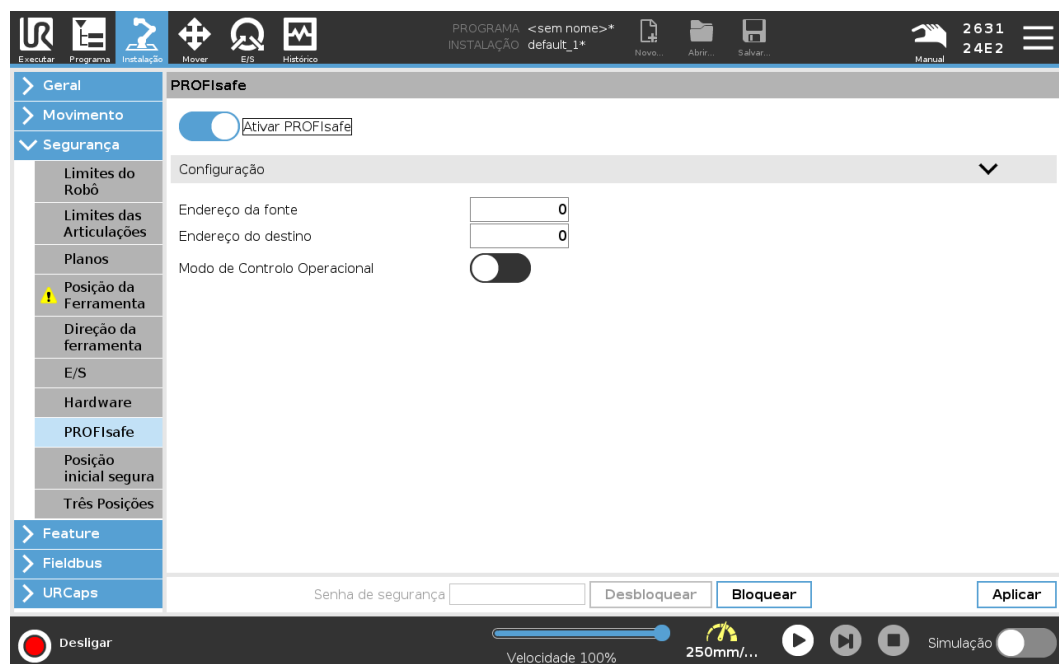 UR
PROGRAMA <sem nome>*
INSTALAÇÃO default_1*
Executar Programa Instalação Mover E/S Histórico Novo... Abrir... Salvar... Manual
2631
24E2
Geral
Movimento
Segurança
Limites do
Robô
Limites das
Articulações
Planos
Posição da
Ferramenta
Direção da
ferramenta
E/S
Hardware
PROFIsafe
Posição
inicial segura
Três Posições
Feature
Fieldbus
URCaps
PROFIsafe
Ativar PROFIsafe
Configuração
Endereço da fonte 0
Endereço do destino 0
Modo de Controlo Operacional
Senha de segurança Desbloquear Bloquear Aplicar
Desligar
Velocidade 100%
250mm/...
Simulação